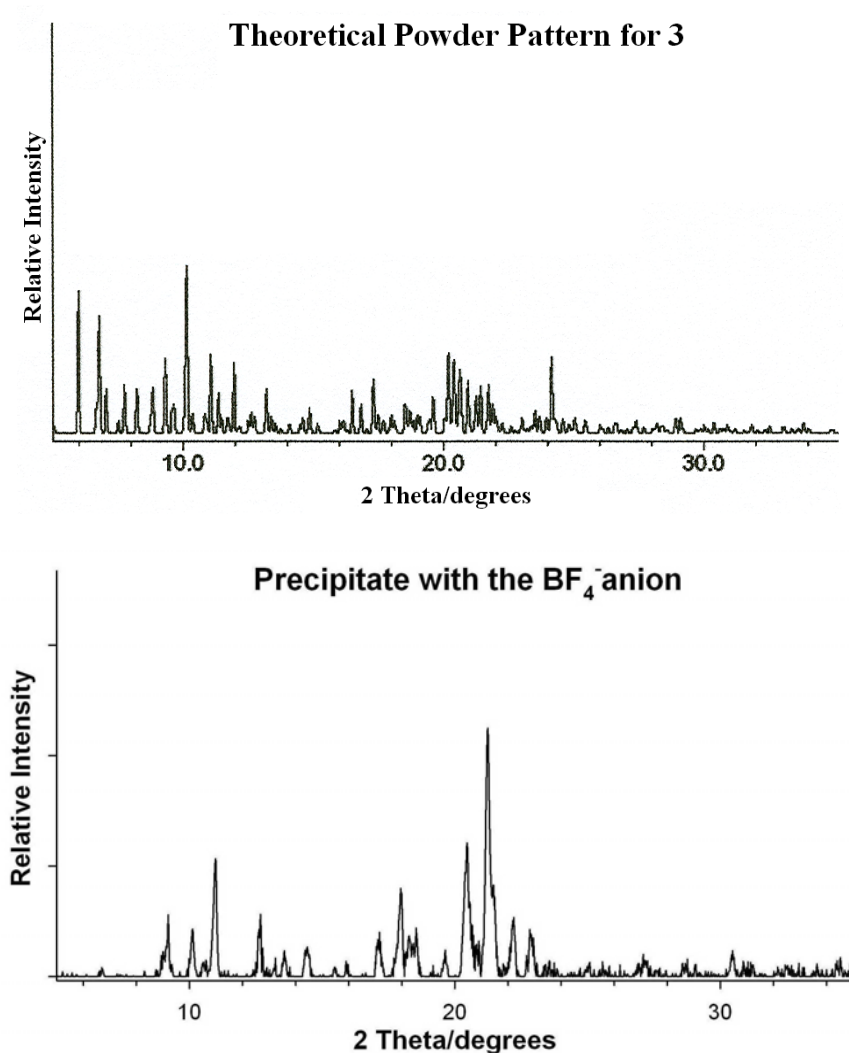 Theoretical Powder Pattern for 3
Relative Intensity
10.0 20.0 30.0
2 Theta/degrees
Precipitate with the BF₄⁻anion
Relative Intensity
10 20 30
2 Theta/degrees